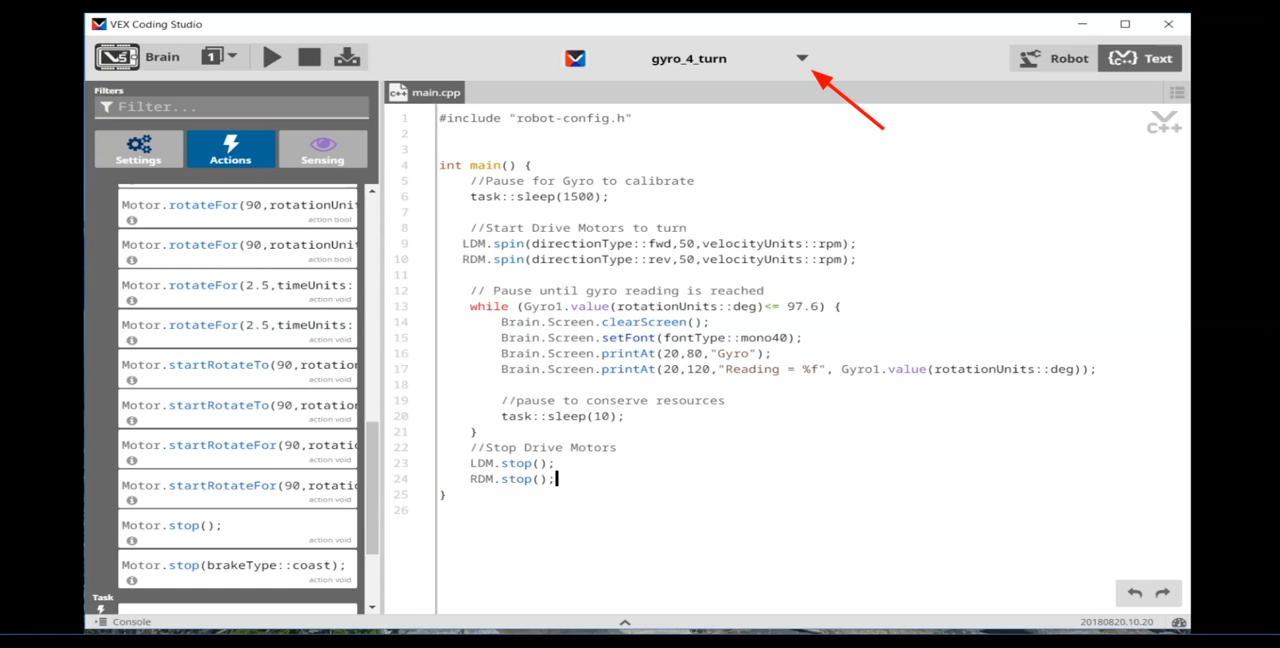 VEX Coding Studio
V5 Brain 1
gyro_4_turn
Robot
C++ Text
Filters
Filter...
Settings
Actions
Sensing
Motor.rotateFor(90,rotationUnit
action bool
Motor.rotateFor(90,rotationUnit
action bool
Motor.rotateFor(2.5,timeUnits:
action void
Motor.rotateFor(2.5,timeUnits:
action void
Motor.startRotateTo(90,rotation
action void
Motor.startRotateTo(90,rotation
action void
Motor.startRotateFor(90,rotati
action void
Motor.startRotateFor(90,rotati
action void
Motor.stop();
action void
Motor.stop(brakeType::coast);
action void
Task
C++ main.cpp
C++
1 #include "robot-config.h"
2
3
4 int main() {
5 //Pause for Gyro to calibrate
6 task::sleep(1500);
7
8 //Start Drive Motors to turn
9 LDM.spin(directionType::fwd,50,velocityUnits::rpm);
10 RDM.spin(directionType::rev,50,velocityUnits::rpm);
11
12 // Pause until gyro reading is reached
13 while (Gyro1.value(rotationUnits::deg)<= 97.6) {
14 Brain.Screen.clearScreen();
15 Brain.Screen.setFont(fontType::mono40);
16 Brain.Screen.printAt(20,80,"Gyro");
17 Brain.Screen.printAt(20,120,"Reading = %f", Gyro1.value(rotationUnits::deg));
18
19 //pause to conserve resources
20 task::sleep(10);
21 }
22 //Stop Drive Motors
23 LDM.stop();
24 RDM.stop();
25 }
26
Console
20180820.10.20